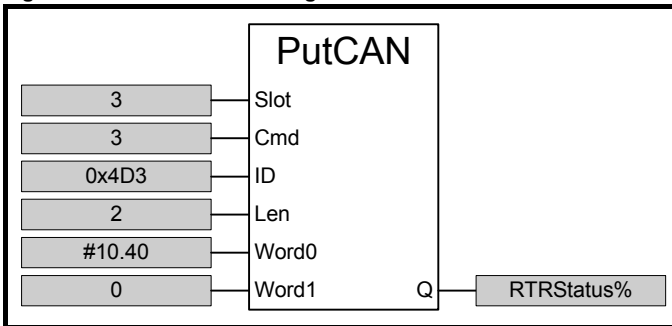 PutCAN
3 Slot
3 Cmd
0x4D3 ID
2 Len
#10.40 Word0
0 Word1 Q RTRStatus%